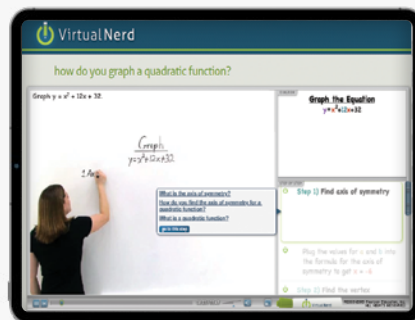 VirtualNerd
how do you graph a quadratic function?
Graph y = x² + 12x + 32.
Graph
y=x²+12x+32
1. Axis
What is the axis of symmetry?
How do you find the axis of symmetry for a
quadratic function?
What is a quadratic function?
Graph the Equation
y=x²+12x+32
Step 1) Find axis of symmetry
Plug the values for a and b into
the formula for the axis of
symmetry to get x = -6.
Step 2) Find the vertex
VirtualNerd